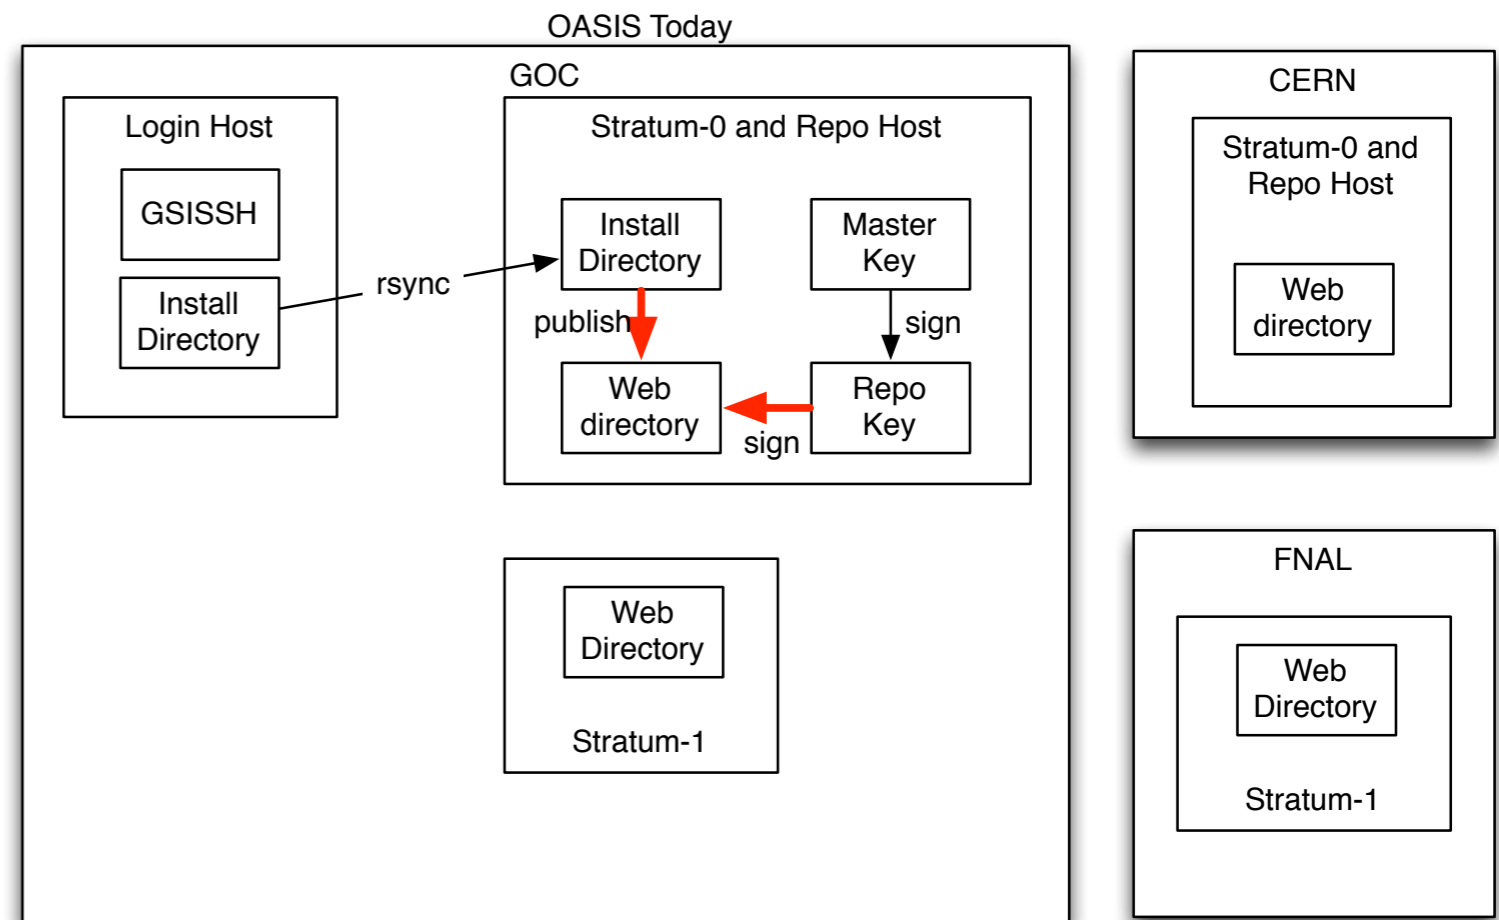 OASIS Today
GOC
Login Host
GSISSH
Install
Directory
rsync
Stratum-0 and Repo Host
Install
Directory
Master
Key
publish
sign
Web
directory
Repo
Key
sign
Web
Directory
Stratum-1
CERN
Stratum-0 and
Repo Host
Web
directory
FNAL
Web
Directory
Stratum-1